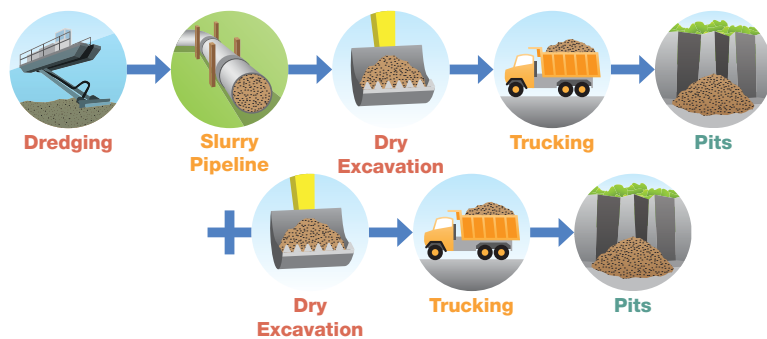 Dredging
Slurry
Pipeline
Dry
Excavation
Trucking
Pits
Dry
Excavation
Trucking
Pits